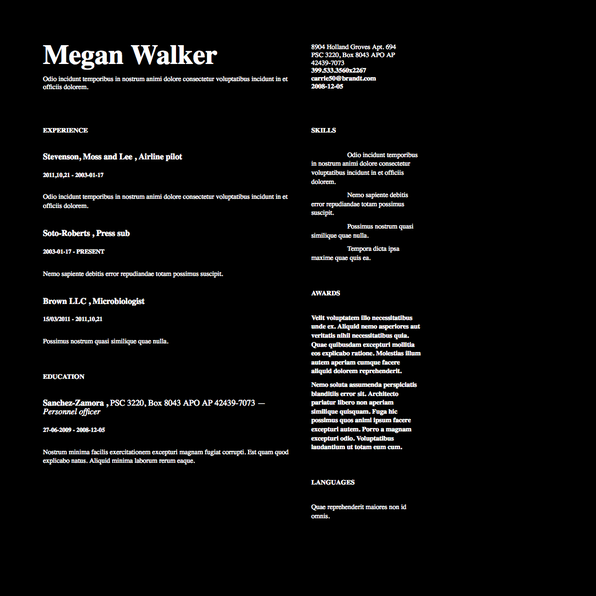 Megan Walker
Odio incidunt temporibus in nostrum animi dolore consectetur voluptatibus incidunt in et
officiis dolorem.
8904 Holland Groves Apt. 694
PSC 3220, Box 8043 APO AP
42439-7073
399.533.3560x2267
carrie50@brandt.com
2008-12-05
EXPERIENCE
Stevenson, Moss and Lee , Airline pilot
2011,10,21 - 2003-01-17
Odio incidunt temporibus in nostrum animi dolore consectetur voluptatibus incidunt in et
officiis dolorem.
Soto-Roberts , Press sub
2003-01-17 - PRESENT
Nemo sapiente debitis error repudiandae totam possimus suscipit.
Brown LLC , Microbiologist
15/03/2011 - 2011,10,21
Possimus nostrum quasi similique quae nulla.
EDUCATION
Sanchez-Zamora , PSC 3220, Box 8043 APO AP 42439-7073 —
Personnel officer
27-06-2009 - 2008-12-05
Nostrum minima facilis exercitationem excepturi magnam fugiat corrupti. Est quam quod
explicabo natus. Aliquid minima laborum rerum eaque.
SKILLS
Odio incidunt temporibus
in nostrum animi dolore consectetur
voluptatibus incidunt in et officiis
dolorem.
Nemo sapiente debitis
error repudiandae totam possimus
suscipit.
Possimus nostrum quasi
similique quae nulla.
Tempora dicta ipsa
maxime quae quis ea.
AWARDS
Velit voluptatem illo necessitatibus
unde ex. Aliquid nemo asperiores aut
veritatis nihil necessitatibus quia.
Quae quibusdam excepturi mollitia
eos explicabo ratione. Molestias illum
autem aperiam cumque facere
aliquid dolorem reprehenderit.
Nemo soluta assumenda perspiciatis
blanditiis error sit. Architecto
pariatur libero non aperiam
similique quisquam. Fuga hic
possimus quos animi ipsum facere
excepturi autem. Porro a magnam
excepturi odio. Voluptatibus
laudantium ut totam eum cum.
LANGUAGES
Quae reprehenderit maiores non id
omnis.